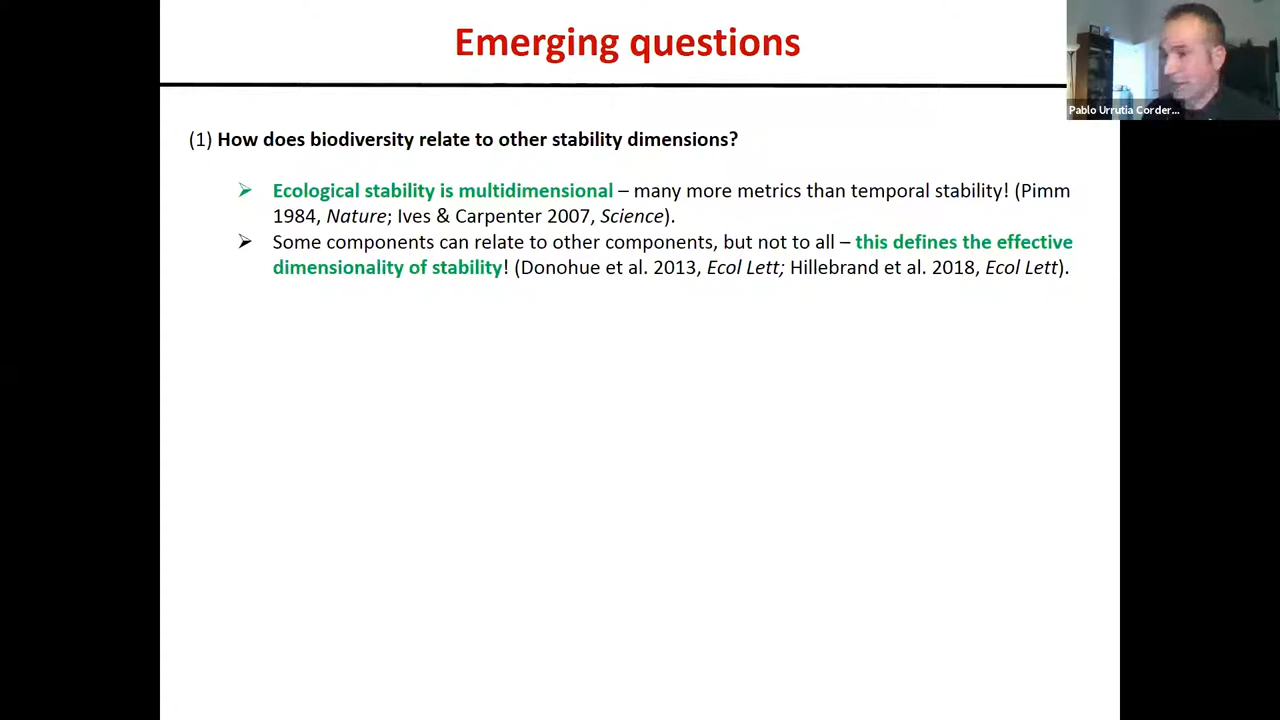 Emerging questions
Pablo Urrutia Corder...
(1) How does biodiversity relate to other stability dimensions?
➢ Ecological stability is multidimensional – many more metrics than temporal stability! (Pimm
1984, Nature; Ives & Carpenter 2007, Science).
➢ Some components can relate to other components, but not to all – this defines the effective
dimensionality of stability! (Donohue et al. 2013, Ecol Lett; Hillebrand et al. 2018, Ecol Lett).